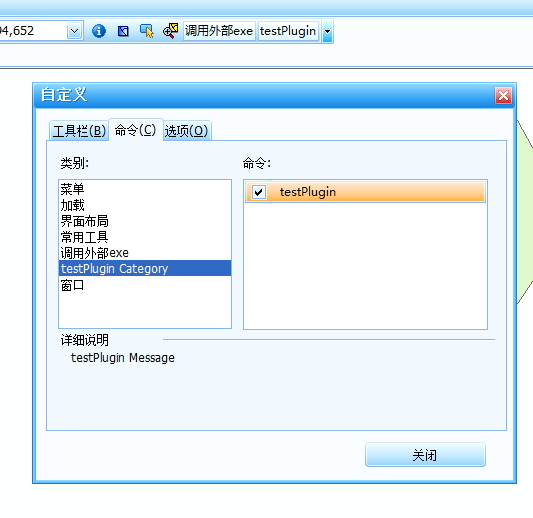 94,652 调用外部exe testPlugin
自定义
工具栏(B) 命令(C) 选项(O)
类别: 命令:
菜单 testPlugin
加载
界面布局
常用工具
调用外部exe
testPlugin Category
窗口
详细说明
testPlugin Message
关闭